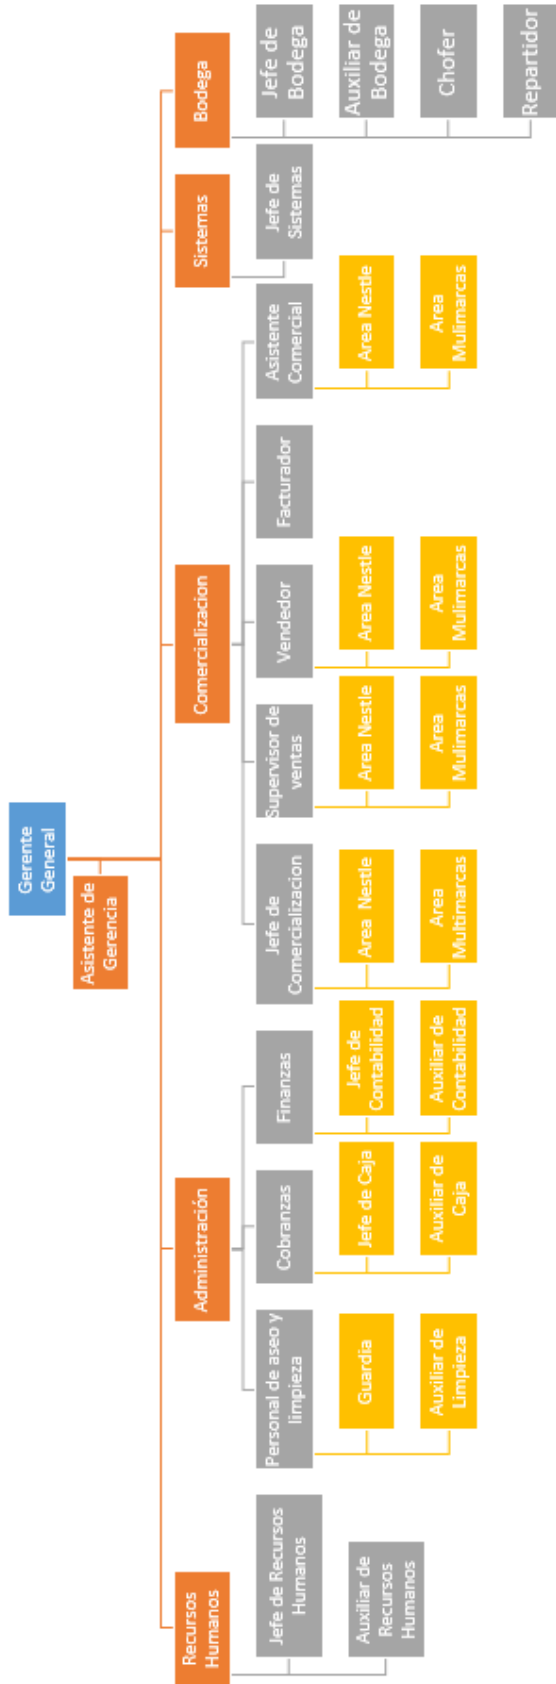 Gerente
General
Asistente de
Gerencia
Recursos
Humanos
Administración
Comercializacion
Sistemas
Bodega
Jefe de Recursos
Humanos
Auxiliar de
Recursos
Humanos
Personal de aseo y
limpieza
Guardia
Auxiliar de
Limpieza
Cobranzas
Jefe de Caja
Auxiliar de
Caja
Finanzas
Jefe de
Contabilidad
Auxiliar de
Contabilidad
Jefe de
Comercializacion
Area Nestle
Area
Multimarcas
Supervisor de
ventas
Area Nestle
Area
Mulimarcas
Vendedor
Area Nestle
Area
Mulimarcas
Facturador
Asistente
Comercial
Area Nestle
Area
Mulimarcas
Jefe de
Sistemas
Jefe de
Bodega
Auxiliar de
Bodega
Chofer
Repartidor